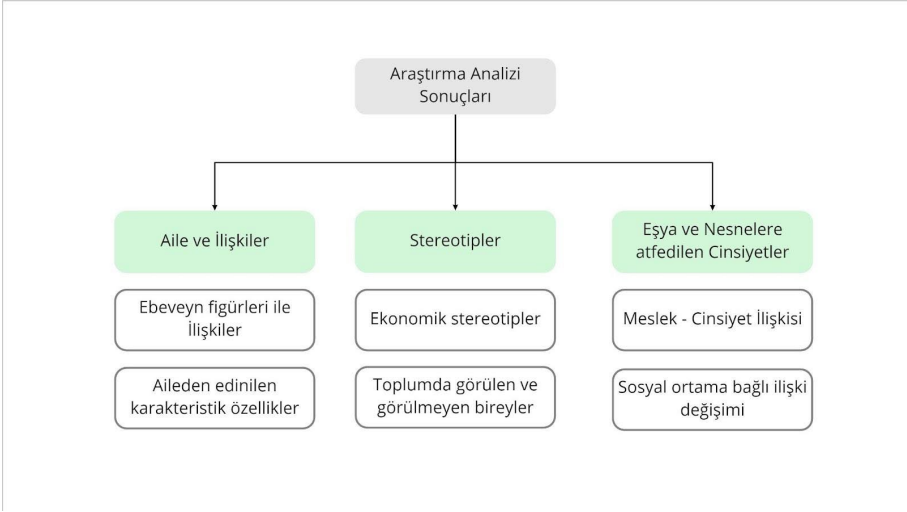 Araştırma Analizi
Sonuçları
Aile ve İlişkiler
Stereotipler
Eşya ve Nesnelere
atfedilen Cinsiyetler
Ebeveyn figürleri ile
İlişkiler
Ekonomik stereotipler
Meslek - Cinsiyet İlişkisi
Aileden edinilen
karakteristik özellikler
Toplumda görülen ve
görülmeyen bireyler
Sosyal ortama bağlı ilişki
değişimi